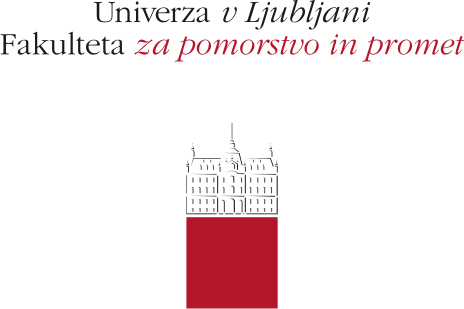 Univerza v Ljubljani
Fakulteta za pomorstvo in promet